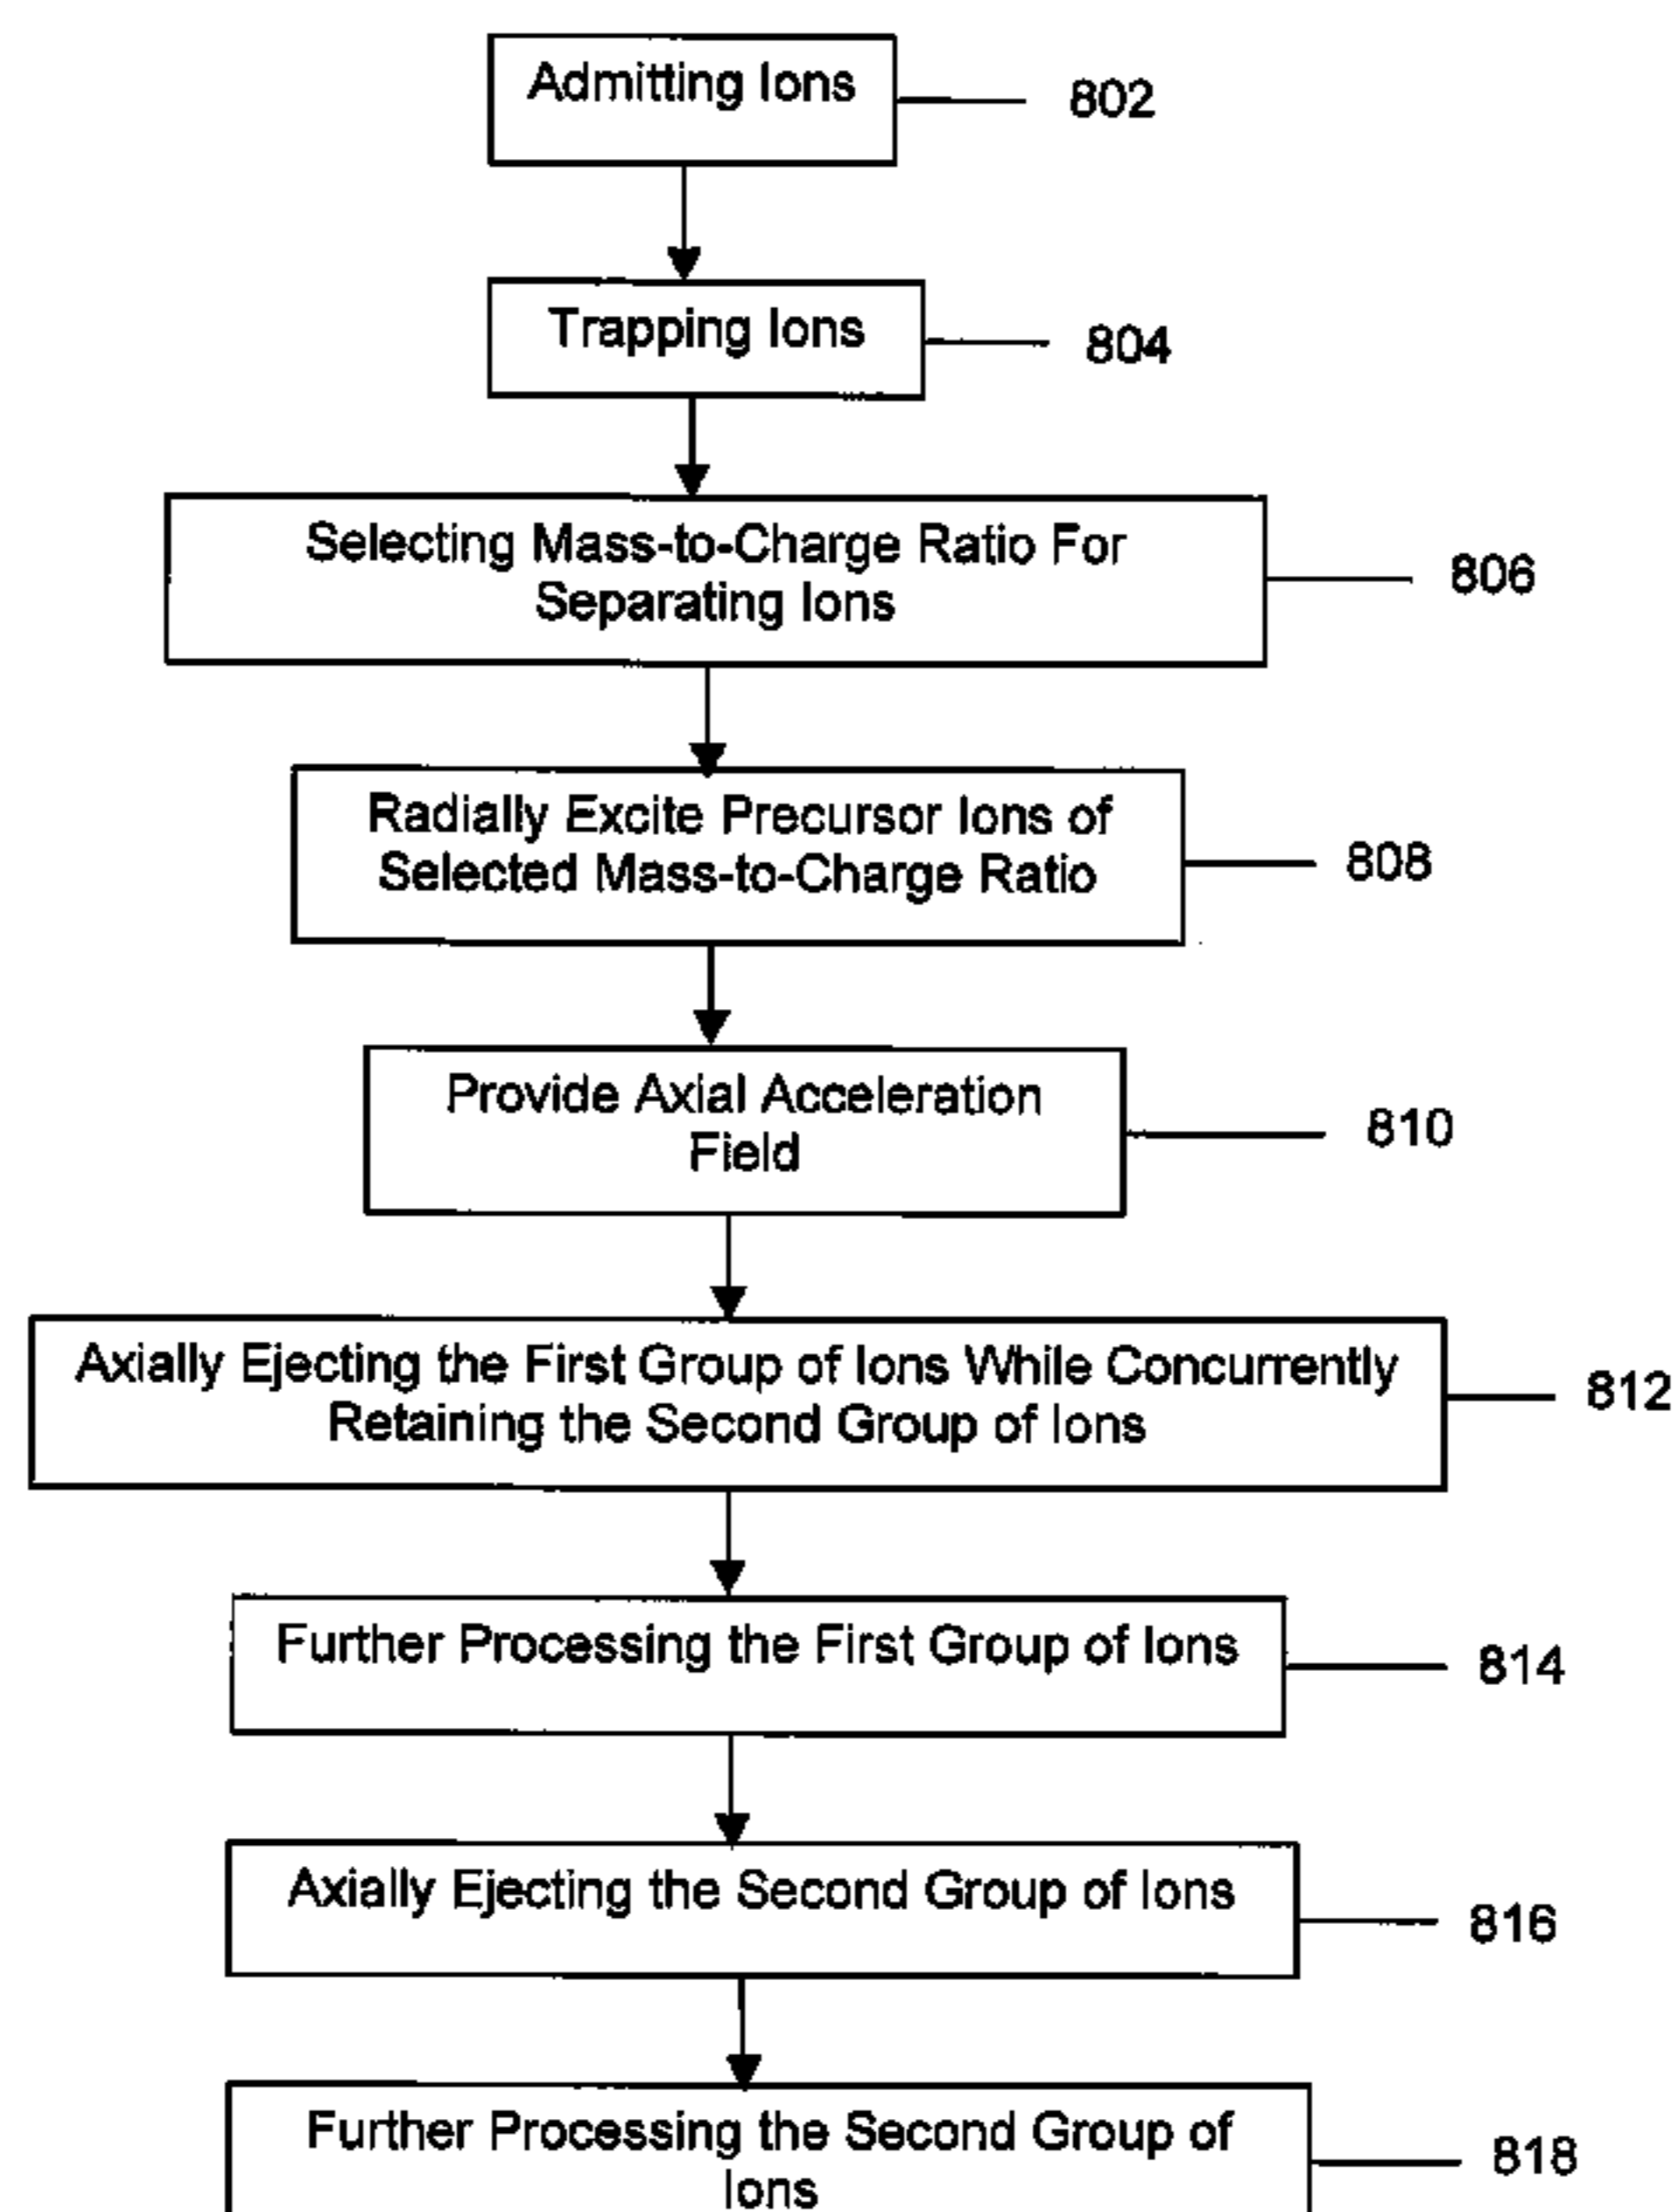 Admitting Ions
802
Trapping Ions
804
Selecting Mass-to-Charge Ratio For
Separating Ions
806
Radially Excite Precursor Ions of
Selected Mass-to-Charge Ratio
808
Provide Axial Acceleration
Field
810
Axially Ejecting the First Group of Ions While Concurrently
Retaining the Second Group of Ions
812
Further Processing the First Group of Ions
814
Axially Ejecting the Second Group of Ions
816
Further Processing the Second Group of
Ions
818